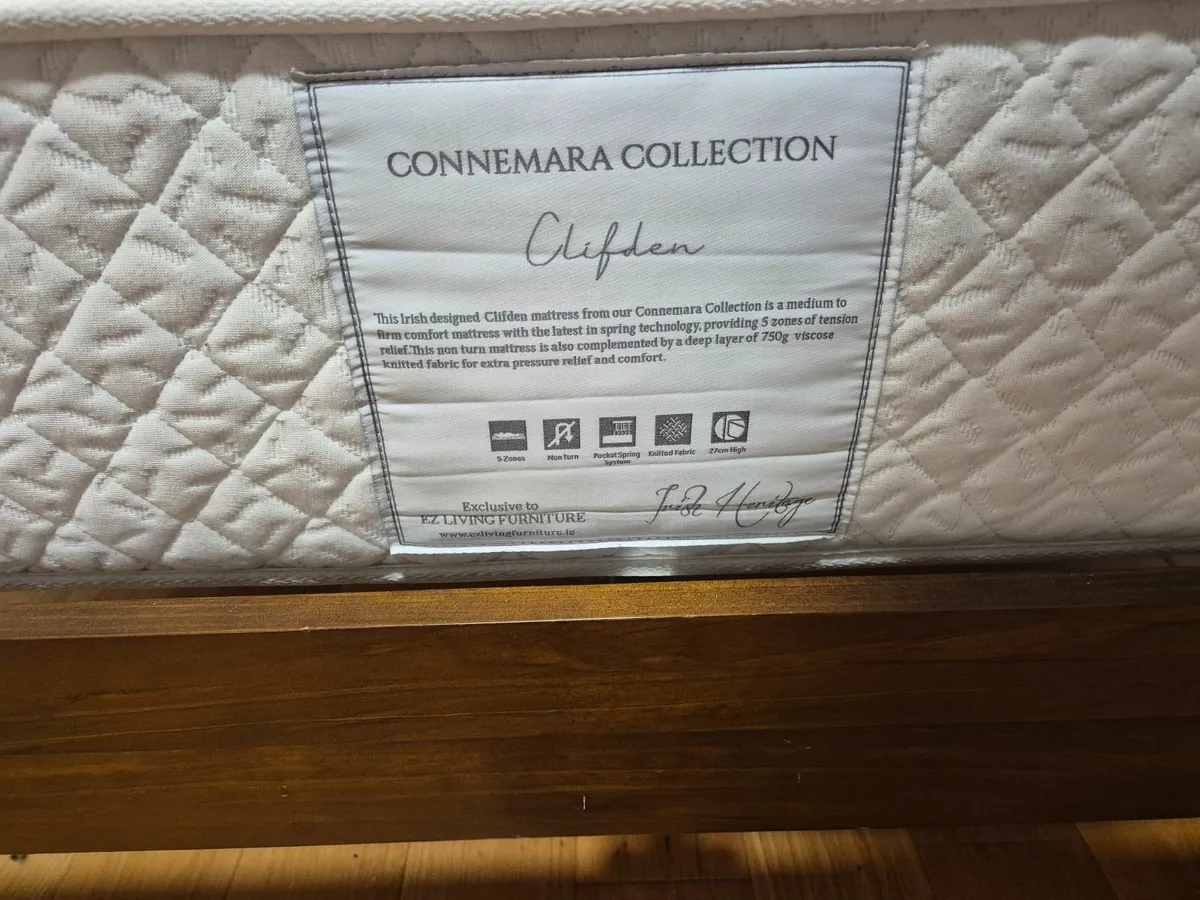 CONNEMARA COLLECTION
Clifden
This Irish designed Clifden mattress from our Connemara Collection is a medium to
firm comfort mattress with the latest in spring technology, providing 5 zones of tension
relief.This non turn mattress is also complemented by a deep layer of 750g viscose
knitted fabric for extra pressure relief and comfort.
5 Zones
Non Turn
Pocket Spring
System
Knitted Fabric
27cm High
Exclusive to
EZ LIVING FURNITURE
www.ezlivingfurniture.ie
Irish Heritage